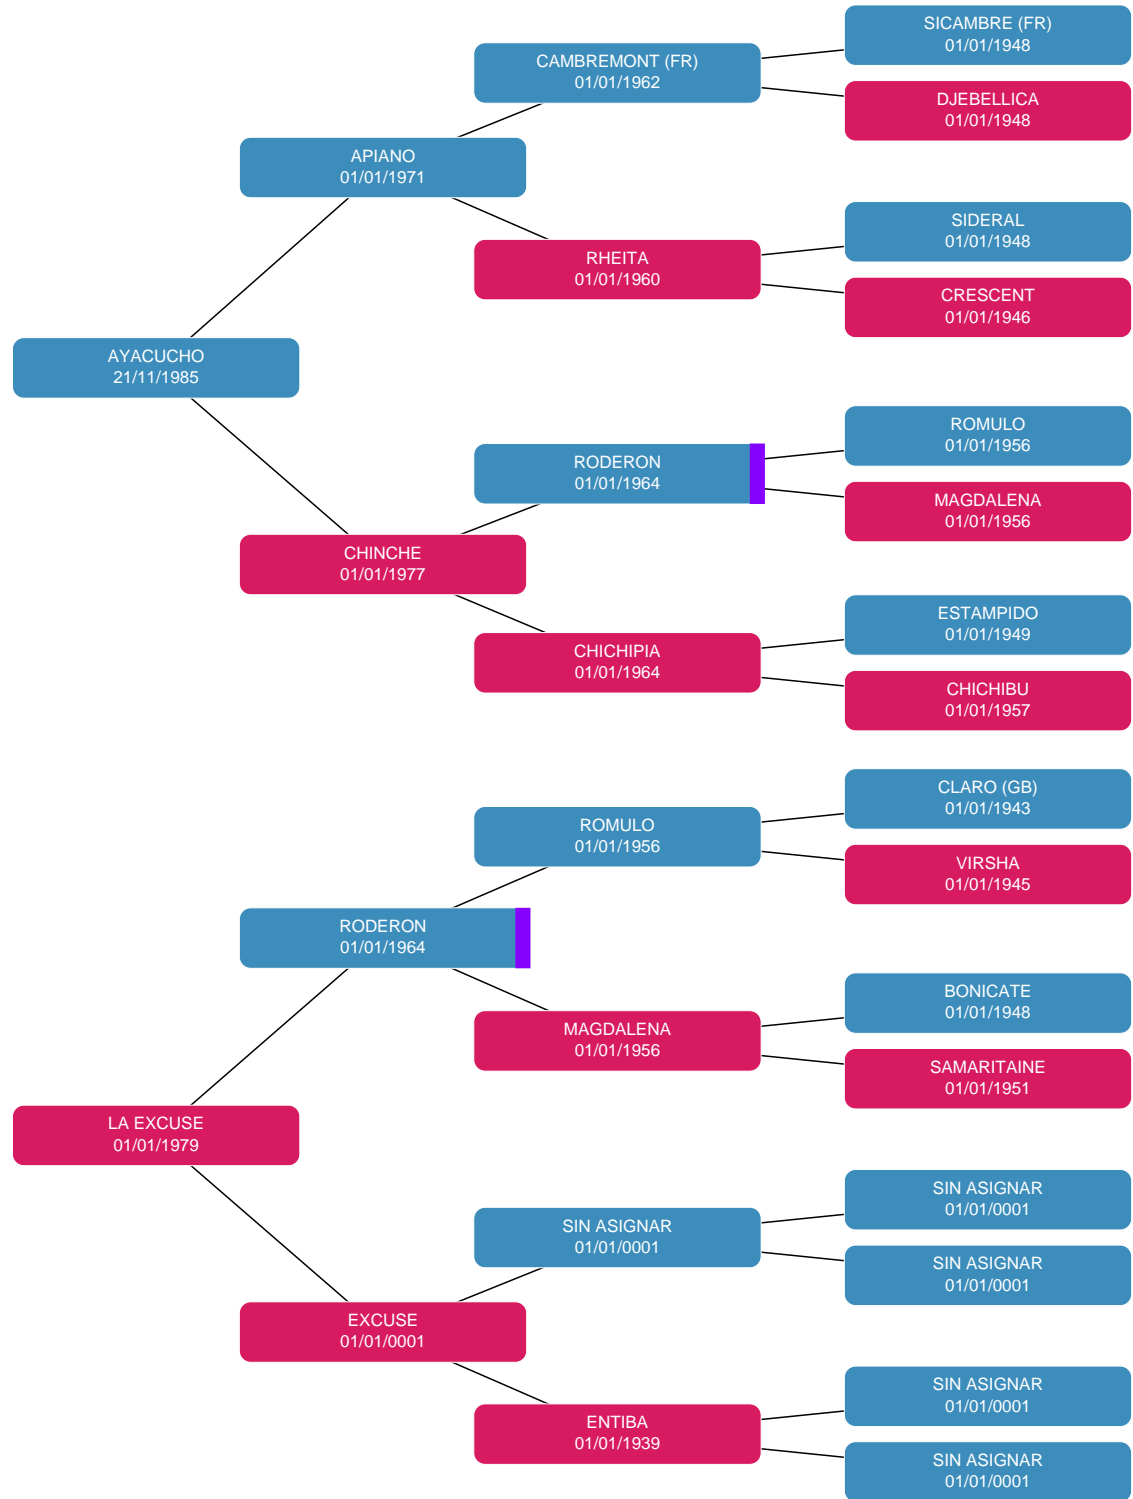 SICAMBRE (FR)
01/01/1948
CAMBREMONT (FR)
01/01/1962
DJEBELLICA
01/01/1948
APIANO
01/01/1971
SIDERAL
01/01/1948
RHEITA
01/01/1960
CRESCENT
01/01/1946
AYACUCHO
21/11/1985
ROMULO
01/01/1956
RODERON
01/01/1964
MAGDALENA
01/01/1956
CHINCHE
01/01/1977
ESTAMPIDO
01/01/1949
CHICHIPIA
01/01/1964
CHICHIBU
01/01/1957
CLARO (GB)
01/01/1943
ROMULO
01/01/1956
VIRSHA
01/01/1945
RODERON
01/01/1964
BONICATE
01/01/1948
MAGDALENA
01/01/1956
SAMARITAINE
01/01/1951
LA EXCUSE
01/01/1979
SIN ASIGNAR
01/01/0001
SIN ASIGNAR
01/01/0001
SIN ASIGNAR
01/01/0001
EXCUSE
01/01/0001
SIN ASIGNAR
01/01/0001
ENTIBA
01/01/1939
SIN ASIGNAR
01/01/0001